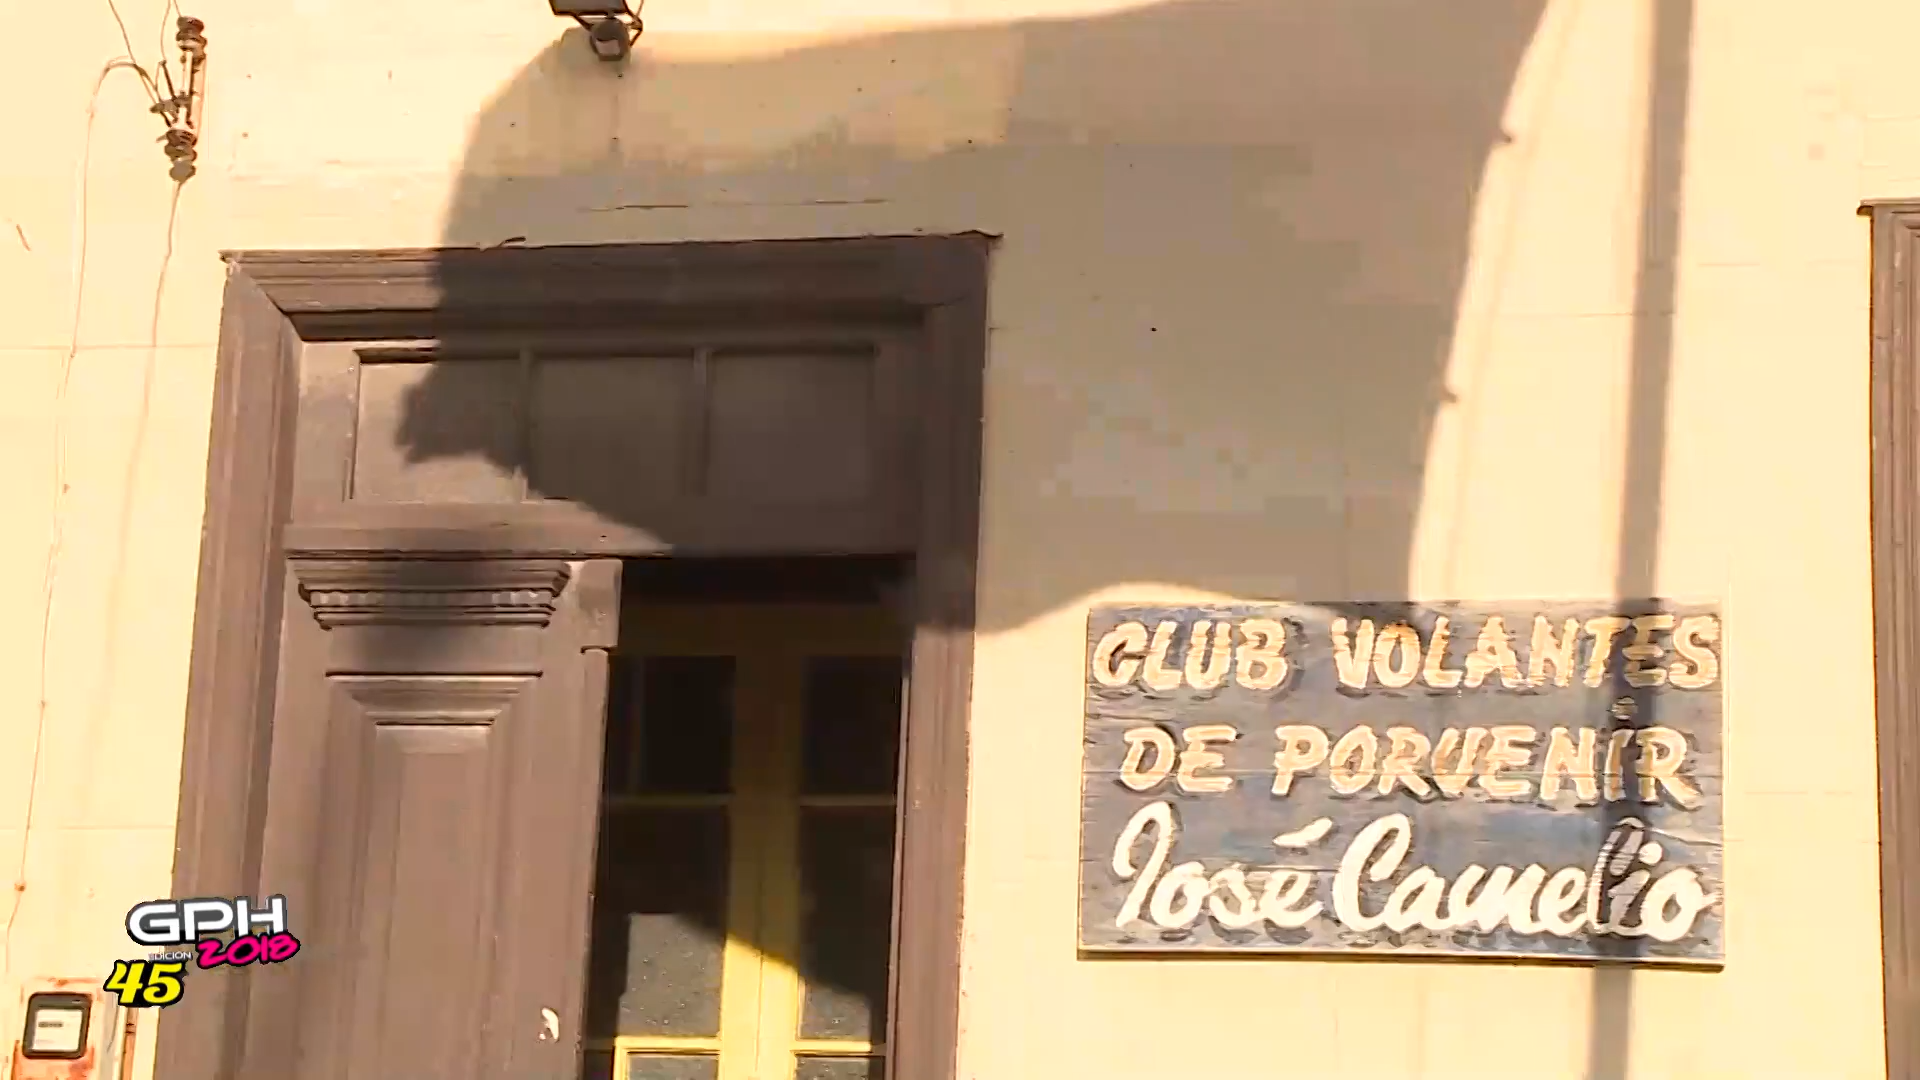 CLUB VOLANTES
DE PORVENIR
José Camelio
GPH
2018
EDICIÓN
45